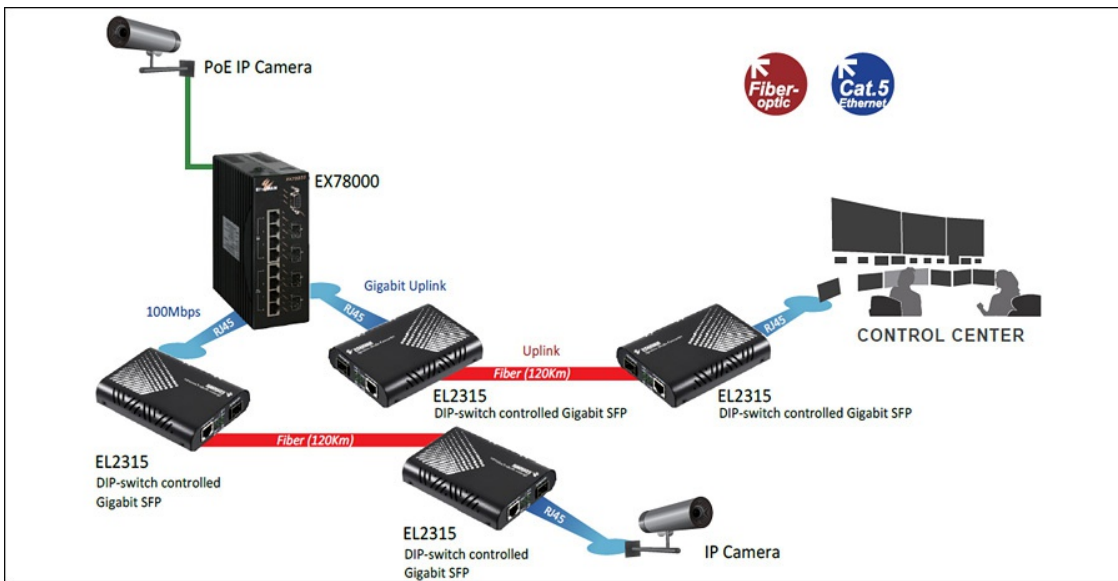 PoE IP Camera
Fiber-
optic
Cat.5
Ethernet
EX78000
Gigabit Uplink
100Mbps
RJ45
RJ45
RJ45
CONTROL CENTER
Uplink
Fiber (120Km)
EL2315
DIP-switch controlled Gigabit SFP
EL2315
DIP-switch controlled Gigabit SFP
Fiber (120Km)
EL2315
DIP-switch controlled
Gigabit SFP
RJ45
EL2315
DIP-switch controlled
Gigabit SFP
IP Camera